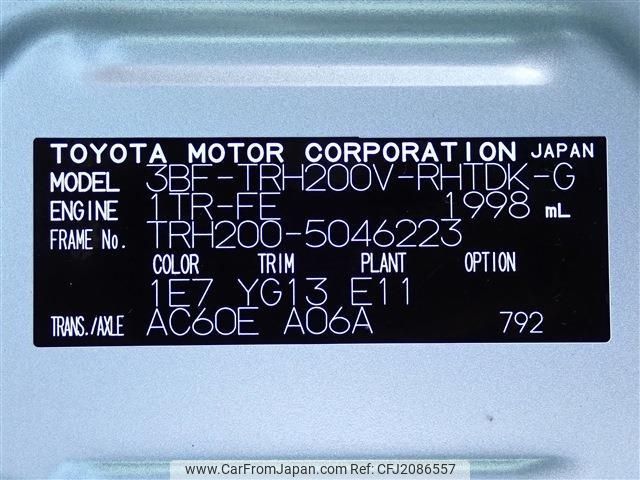 TOYOTA MOTOR CORPORATION JAPAN
MODEL 3BF-TRH200V-RHTDK-G
ENGINE 1TR-FE 1998 mL
FRAME No. TRH200-5046223
COLOR TRIM PLANT OPTION
1E7 YG13 E11
TRANS./AXLE AC60E A06A 792
www.CarFromJapan.com | CFJ2086557